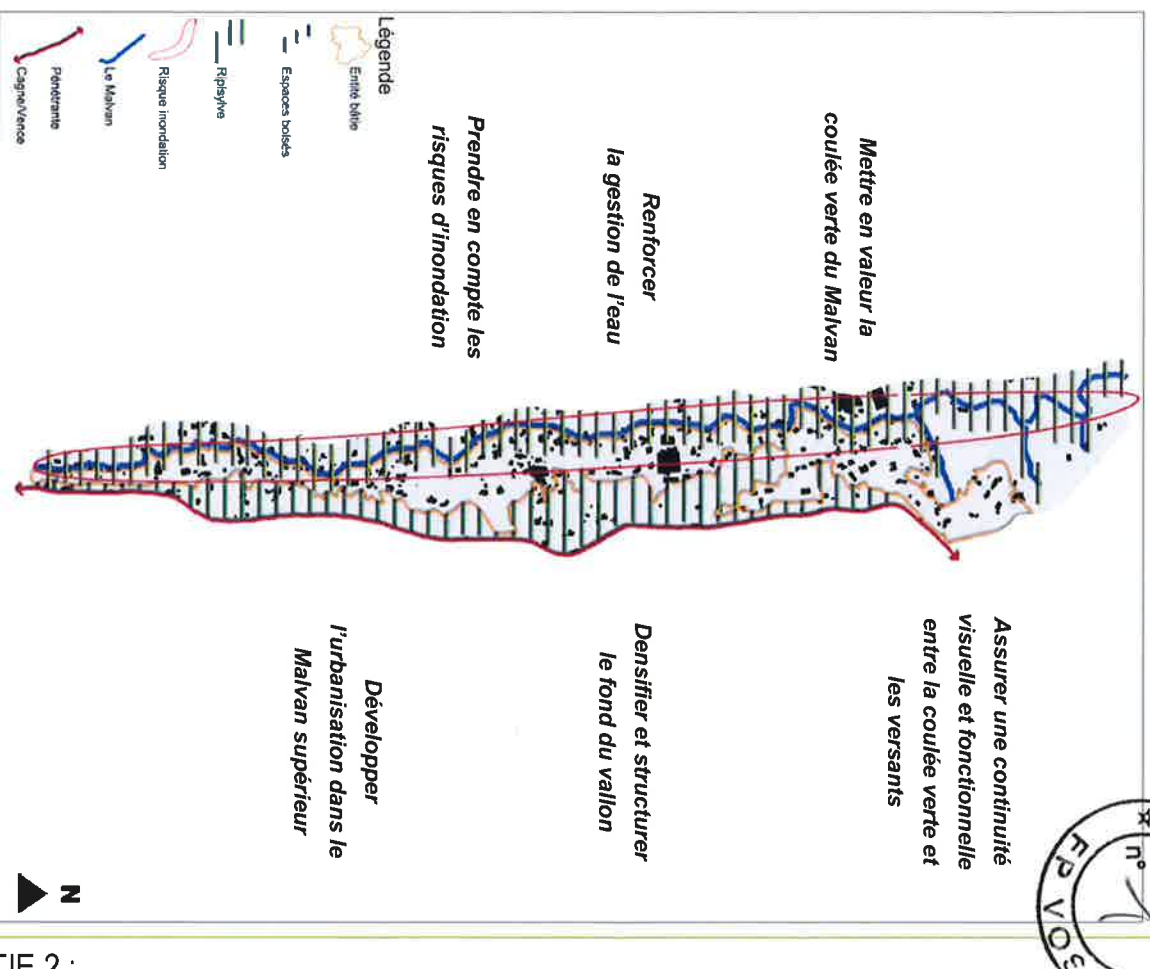 Mettre en valeur la
coulée verte du Malvan
Renforcer
la gestion de l'eau
Prendre en compte les
risques d'inondation
Assurer une continuité
visuelle et fonctionnelle
entre la coulée verte et
les versants
Densifier et structurer
le fond du vallon
Développer
l'urbanisation dans le
Malvan supérieur
Légende
Entité bâtie
Espaces boisés
Ripisylve
Risque inondation
Le Malvan
Pénétrante
Cagne/Vence
N
n°
FP VOS
TIE 2 :